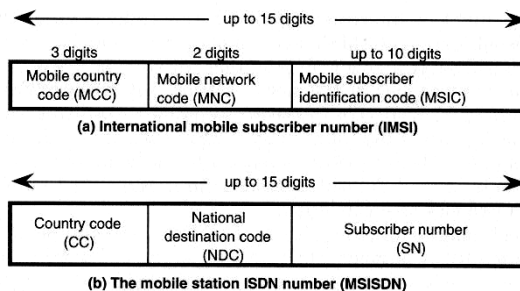 up to 15 digits
3 digits 2 digits up to 10 digits
Mobile country
code (MCC)
Mobile network
code (MNC)
Mobile subscriber
identification code (MSIC)
(a) International mobile subscriber number (IMSI)
up to 15 digits
Country code
(CC)
National
destination code
(NDC)
Subscriber number
(SN)
(b) The mobile station ISDN number (MSISDN)